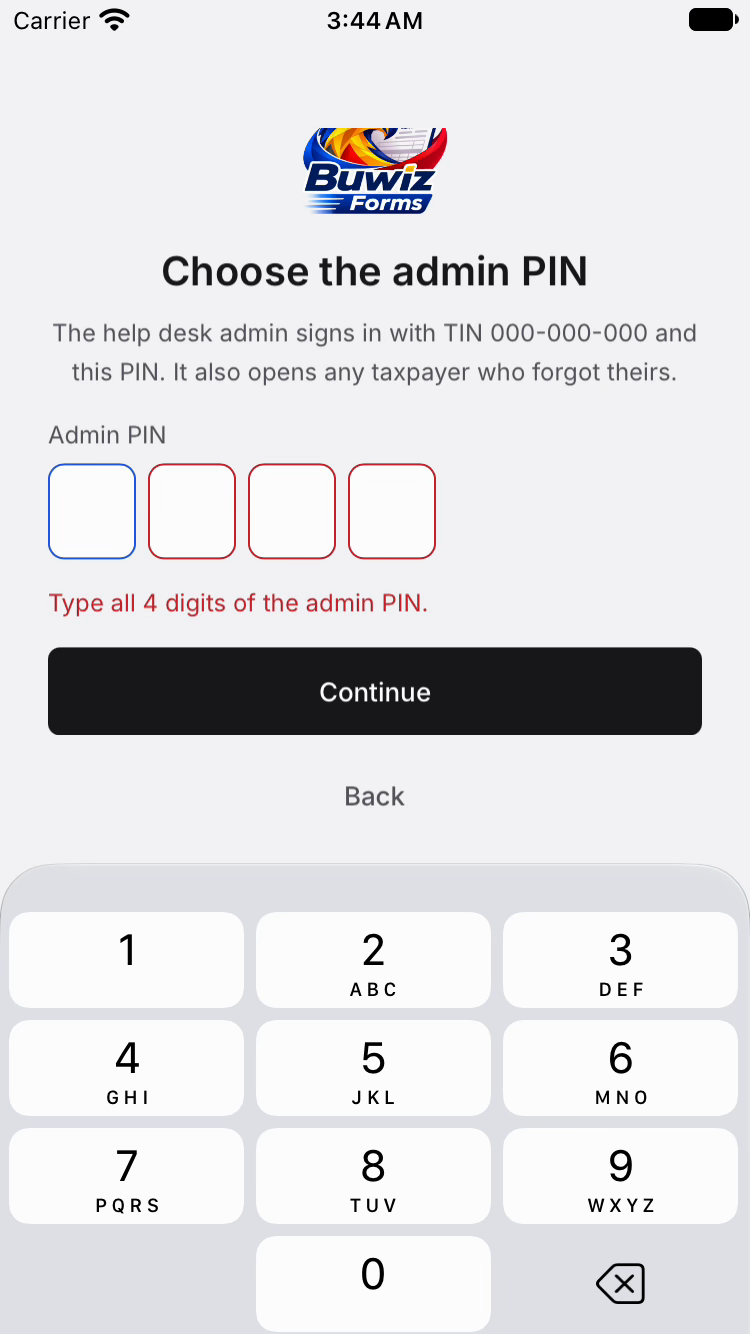 Carrier 3:44 AM
Buwiz
Forms
Choose the admin PIN
The help desk admin signs in with TIN 000-000-000 and
this PIN. It also opens any taxpayer who forgot theirs.
Admin PIN
Type all 4 digits of the admin PIN.
Continue
Back
1 2 3
ABC DEF
4 5 6
GHI JKL MNO
7 8 9
PQRS TUV WXYZ
0